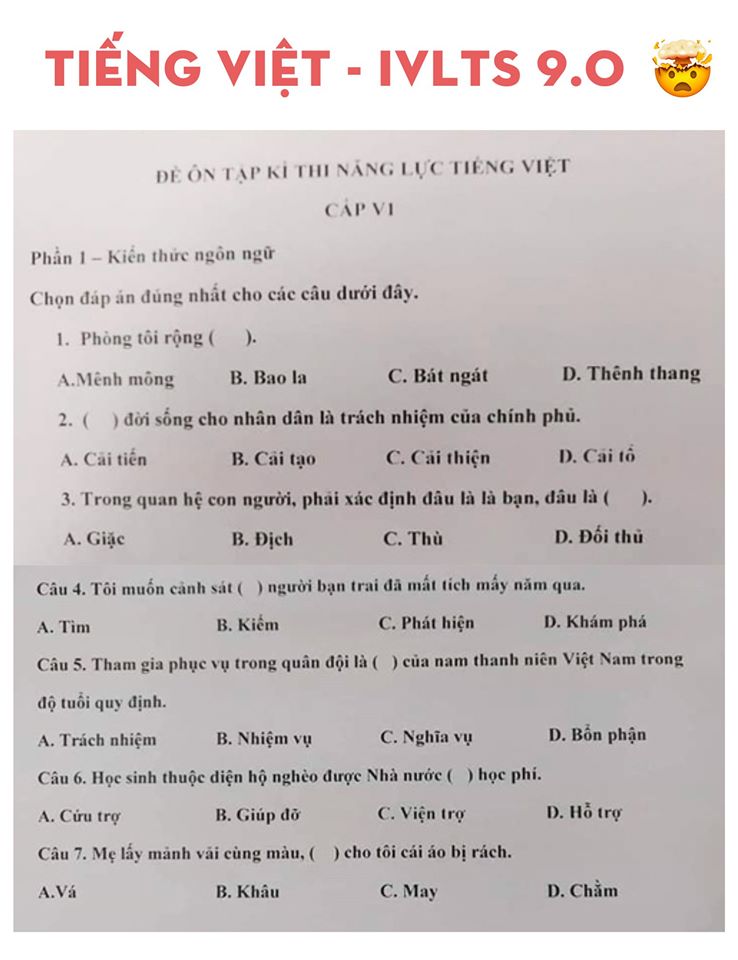 TIẾNG VIỆT - IVLTS 9.0
ĐỀ ÔN TẬP KÌ THI NĂNG LỰC TIẾNG VIỆT
CẤP V1
Phần 1 – Kiến thức ngôn ngữ
Chọn đáp án đúng nhất cho các câu dưới đây.
1. Phòng tôi rộng ( ).
A.Mênh mông B. Bao la C. Bát ngát D. Thênh thang
2. ( ) đời sống cho nhân dân là trách nhiệm của chính phủ.
A. Cải tiến B. Cải tạo C. Cải thiện D. Cải tổ
3. Trong quan hệ con người, phải xác định đâu là là bạn, đâu là ( ).
A. Giặc B. Địch C. Thù D. Đối thủ
Câu 4. Tôi muốn cảnh sát ( ) người bạn trai đã mất tích mấy năm qua.
A. Tìm B. Kiếm C. Phát hiện D. Khám phá
Câu 5. Tham gia phục vụ trong quân đội là ( ) của nam thanh niên Việt Nam trong
độ tuổi quy định.
A. Trách nhiệm B. Nhiệm vụ C. Nghĩa vụ D. Bổn phận
Câu 6. Học sinh thuộc diện hộ nghèo được Nhà nước ( ) học phí.
A. Cứu trợ B. Giúp đỡ C. Viện trợ D. Hỗ trợ
Câu 7. Mẹ lấy mảnh vải cùng màu, ( ) cho tôi cái áo bị rách.
A.Vá B. Khâu C. May D. Chằm